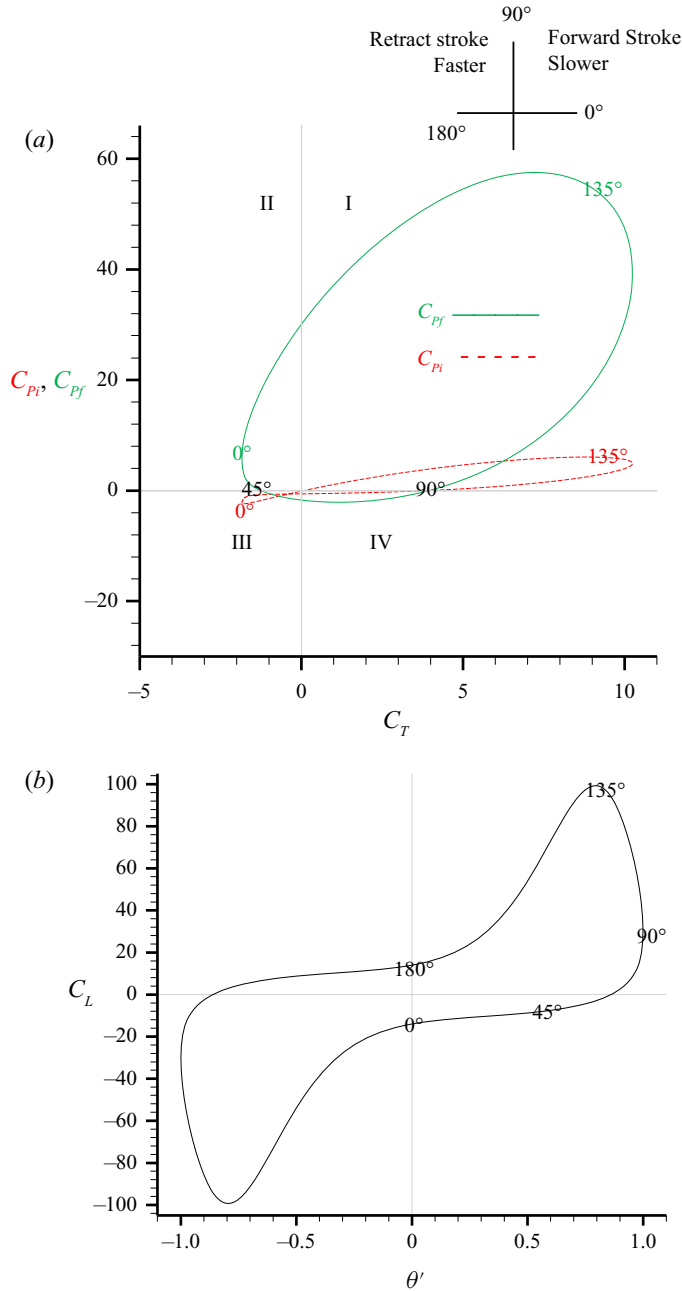 90°
Retract stroke
Faster
Forward Stroke
Slower
0°
180°
(a)
60
40
20
0
–20
C_Pi, C_Pf
II
I
135°
C_Pf
C_Pi
0°
45°
90°
135°
0°
III
IV
–5
0
5
10
C_T
(b)
100
80
60
40
20
0
–20
–40
–60
–80
–100
C_L
135°
90°
180°
0°
45°
–1.0
–0.5
0
0.5
1.0
θ′